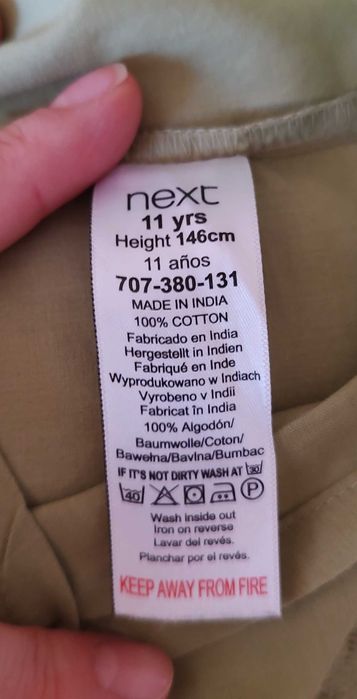 next
11 yrs
Height 146cm
11 años
707-380-131
MADE IN INDIA
100% COTTON
Fabricado en India
Hergestellt in Indien
Fabriqué en Inde
Wyprodukowano w Indiach
Vyrobeno v Indii
Fabricat în India
100% Algodón/
Baumwolle/Coton/
Bawełna/Bavlna/Bumbac
IF IT'S NOT DIRTY WASH AT 30
40 P
Wash inside out
Iron on reverse
Lavar del revés.
Planchar por el revés.
KEEP AWAY FROM FIRE